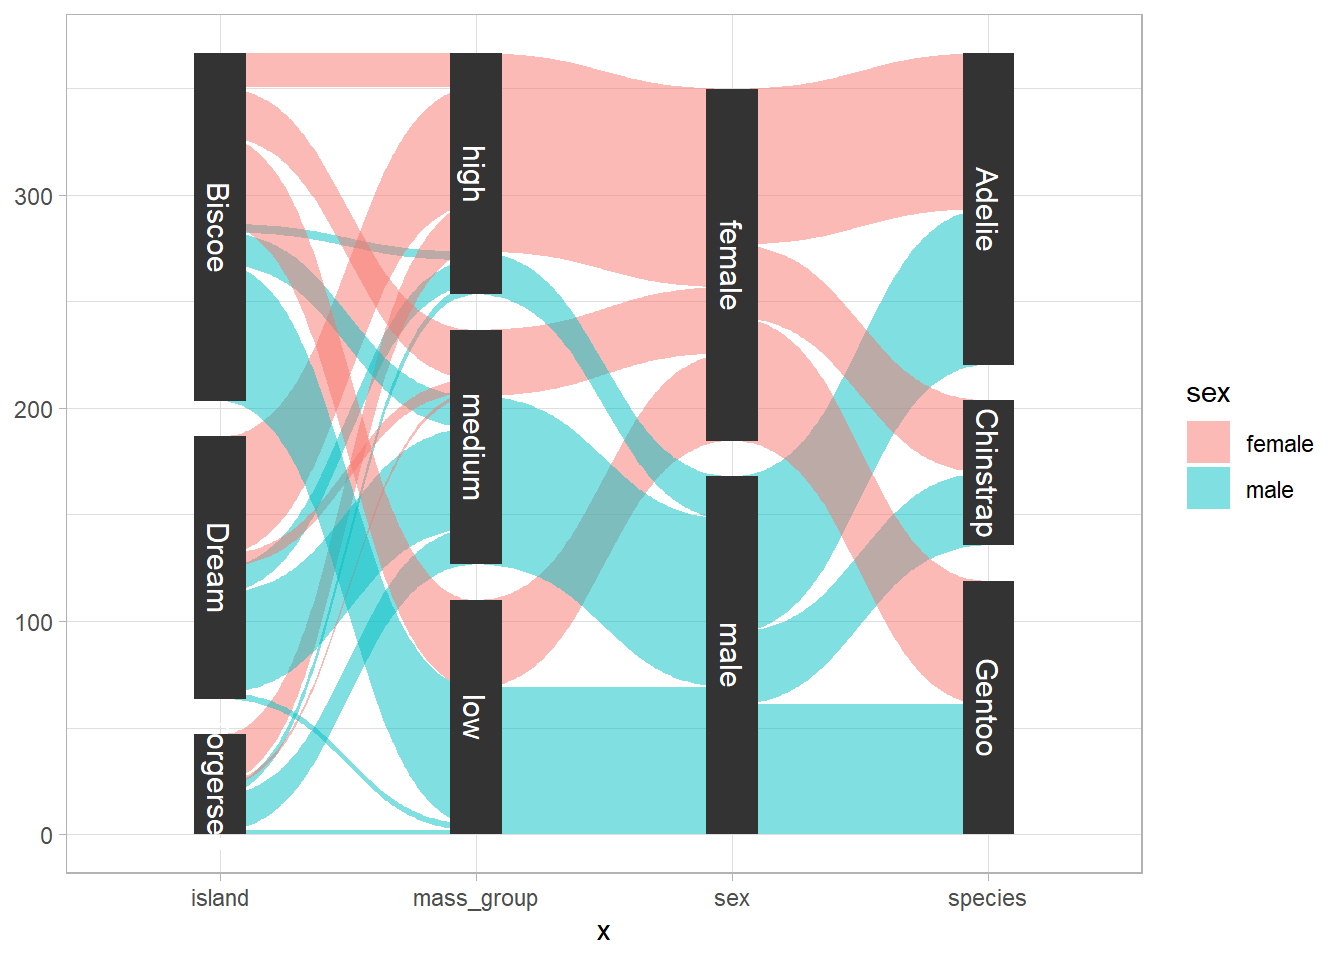 300
200
100
0
Biscoe
Dream
orgerse
high
medium
low
female
male
Adelie
Chinstrap
Gentoo
island
mass_group
sex
species
x
sex
female
male